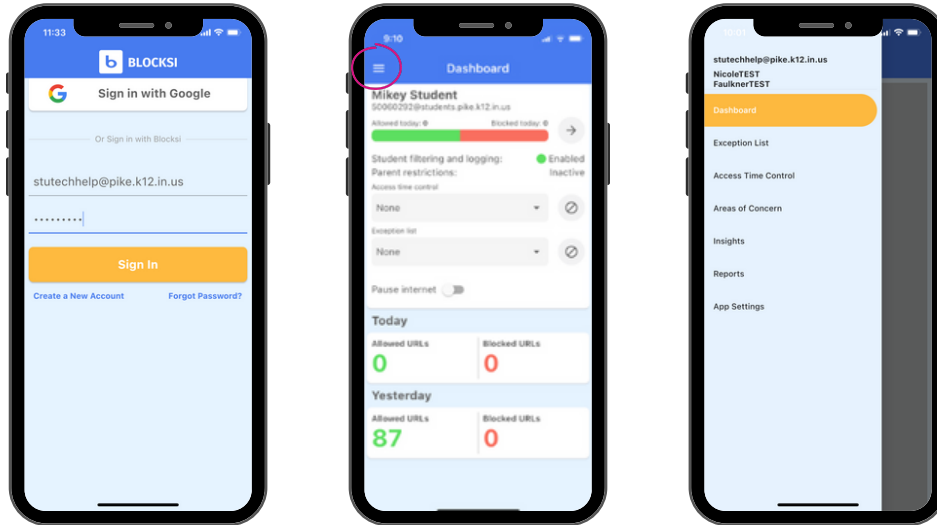 11:33
b BLOCKSI
G Sign in with Google
Or Sign in with Blocksi
stutechhelp@pike.k12.in.us
Sign In
Create a New Account Forgot Password?
9:10
Dashboard
Mikey Student
S0060292@students.pike.k12.in.us
Allowed today: 0 Blocked today: 0
Student filtering and logging: Enabled
Parent restrictions: Inactive
Access time control
None
Exception list
None
Pause internet
Today
Allowed URLs Blocked URLs
0 0
Yesterday
Allowed URLs Blocked URLs
87 0
stutechhelp@pike.k12.in.us
NicoleTEST
FaulknerTEST
Dashboard
Exception List
Access Time Control
Areas of Concern
Insights
Reports
App Settings